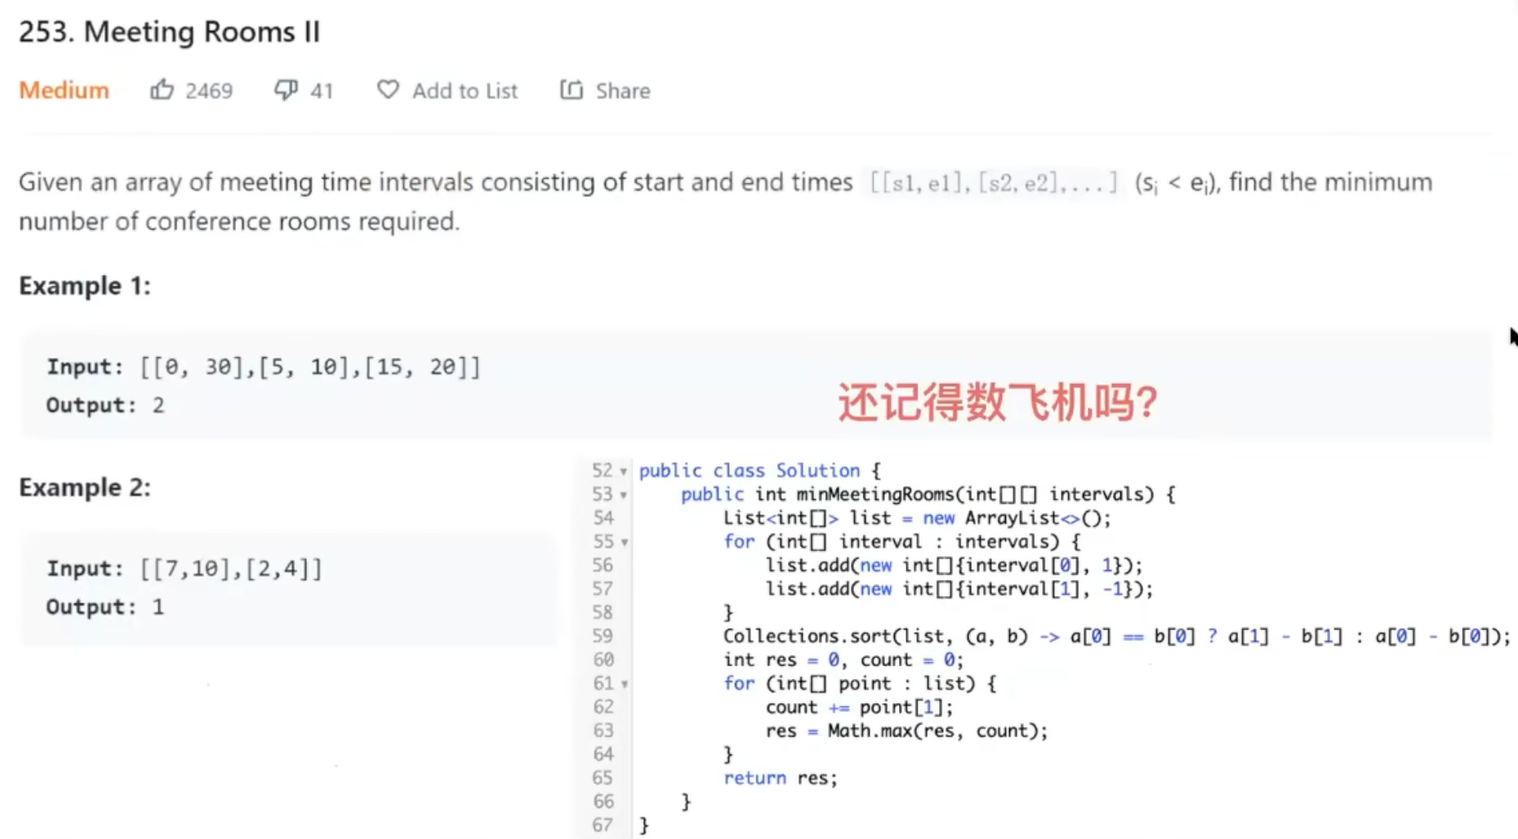 253. Meeting Rooms II
Medium 2469 41 Add to List Share
Given an array of meeting time intervals consisting of start and end times [[s1,e1],[s2,e2],...] (si < ei), find the minimum
number of conference rooms required.
Example 1:
Input: [[0, 30],[5, 10],[15, 20]]
Output: 2
还记得数飞机吗?
Example 2:
Input: [[7,10],[2,4]]
Output: 1
52 public class Solution {
53 public int minMeetingRooms(int[][] intervals) {
54 List<int[]> list = new ArrayList<>();
55 for (int[] interval : intervals) {
56 list.add(new int[]{interval[0], 1});
57 list.add(new int[]{interval[1], -1});
58 }
59 Collections.sort(list, (a, b) -> a[0] == b[0] ? a[1] - b[1] : a[0] - b[0]);
60 int res = 0, count = 0;
61 for (int[] point : list) {
62 count += point[1];
63 res = Math.max(res, count);
64 }
65 return res;
66 }
67 }